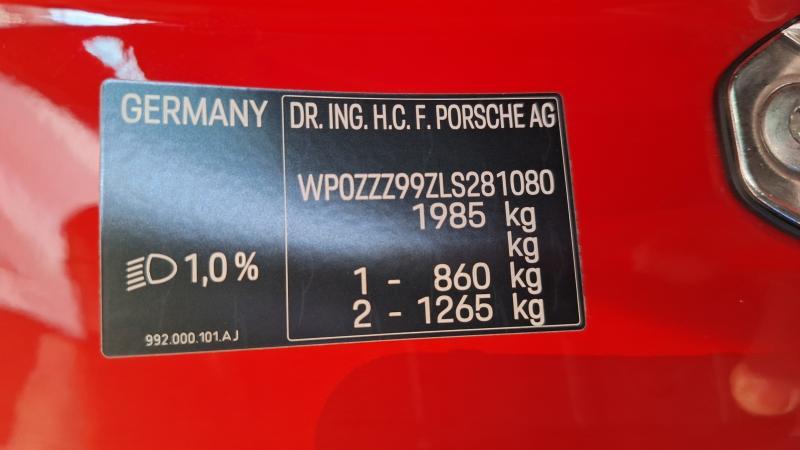 GERMANY
DR. ING. H.C. F. PORSCHE AG
WP0ZZZ99ZLS281080
1985 kg
kg
1 - 860 kg
2 - 1265 kg
1,0 %
992.000.101.AJ